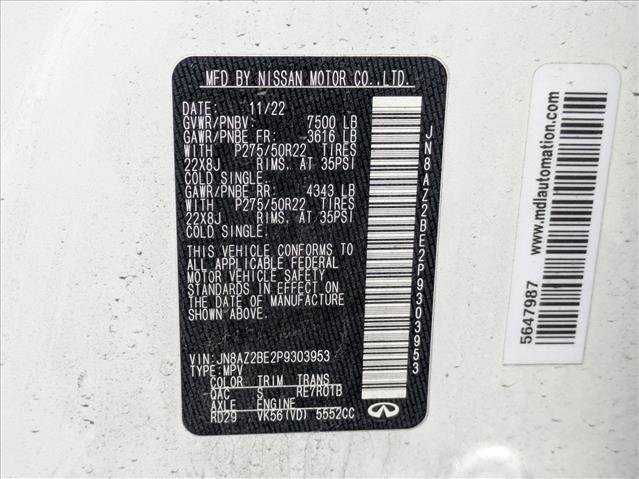 MFD BY NISSAN MOTOR CO.,LTD.
DATE: 11/22
GVWR/PNBV: 7500 LB
GAWR/PNBE FR: 3616 LB
WITH P275/50R22 TIRES
22X8J RIMS. AT 35PSI
COLD SINGLE.
GAWR/PNBE RR: 4343 LB
WITH P275/50R22 TIRES
22X8J RIMS. AT 35PSI
COLD SINGLE.
THIS VEHICLE CONFORMS TO
ALL APPLICABLE FEDERAL
MOTOR VEHICLE SAFETY
STANDARDS IN EFFECT ON
THE DATE OF MANUFACTURE
SHOWN ABOVE.
VIN:JN8AZ2BE2P9303953
TYPE:MPV
COLOR TRIM TRANS
QAC S RE7R01B
AXLE ENGINE
RD29 VK56(VD) 5552CC
JN8AZ2BE2P9303953
www.mdlautomation.com
5647987